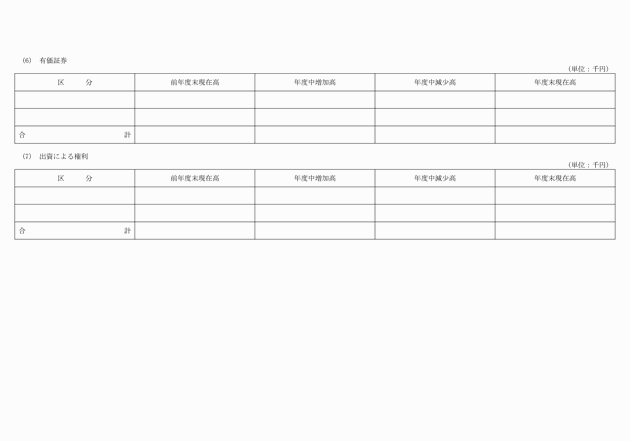 (6) 有価証券
（単位：千円）
区 分 前年度末現在高 年度中増加高 年度中減少高 年度末現在高
合 計
(7) 出資による権利
（単位：千円）
区 分 前年度末現在高 年度中増加高 年度中減少高 年度末現在高
合 計